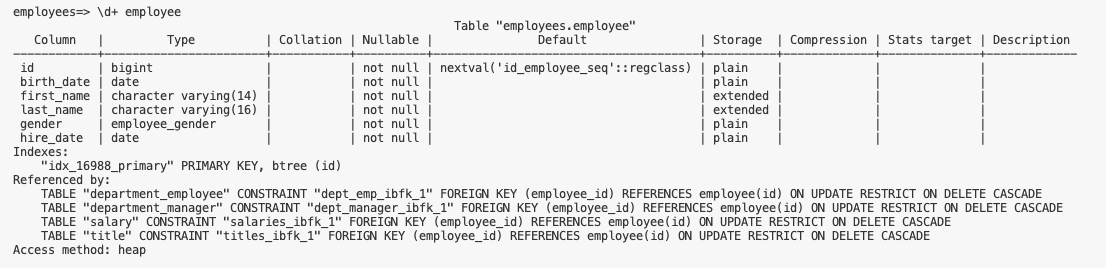 employees=> \d+ employee
                                                                Table "employees.employee"
   Column   |         Type          | Collation | Nullable |               Default                | Storage  | Compression | Stats target | Description
------------+-----------------------+-----------+----------+--------------------------------------+----------+-------------+--------------+-------------
 id         | bigint                |           | not null | nextval('id_employee_seq'::regclass) | plain    |             |              |
 birth_date | date                  |           | not null |                                      | plain    |             |              |
 first_name | character varying(14) |           | not null |                                      | extended |             |              |
 last_name  | character varying(16) |           | not null |                                      | extended |             |              |
 gender     | employee_gender       |           | not null |                                      | plain    |             |              |
 hire_date  | date                  |           | not null |                                      | plain    |             |              |
Indexes:
    "idx_16988_primary" PRIMARY KEY, btree (id)
Referenced by:
    TABLE "department_employee" CONSTRAINT "dept_emp_ibfk_1" FOREIGN KEY (employee_id) REFERENCES employee(id) ON UPDATE RESTRICT ON DELETE CASCADE
    TABLE "department_manager" CONSTRAINT "dept_manager_ibfk_1" FOREIGN KEY (employee_id) REFERENCES employee(id) ON UPDATE RESTRICT ON DELETE CASCADE
    TABLE "salary" CONSTRAINT "salaries_ibfk_1" FOREIGN KEY (employee_id) REFERENCES employee(id) ON UPDATE RESTRICT ON DELETE CASCADE
    TABLE "title" CONSTRAINT "titles_ibfk_1" FOREIGN KEY (employee_id) REFERENCES employee(id) ON UPDATE RESTRICT ON DELETE CASCADE
Access method: heap